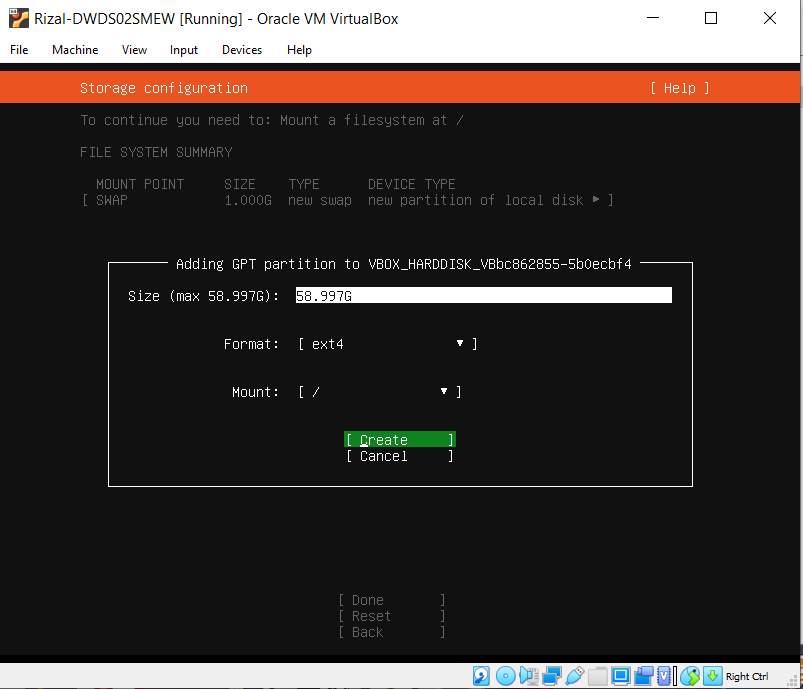 Rizal-DWDS02SMEW [Running] - Oracle VM VirtualBox
File Machine View Input Devices Help
Storage configuration [ Help ]
To continue you need to: Mount a filesystem at /
FILE SYSTEM SUMMARY
MOUNT POINT SIZE TYPE DEVICE TYPE
[ SWAP 1.000G new swap new partition of local disk ▸ ]
Adding GPT partition to VBOX_HARDDISK_VBbc862855-5b0ecbf4
Size (max 58.997G): 58.997G
Format: [ ext4 ▾ ]
Mount: [ / ▾ ]
[ Create ]
[ Cancel ]
[ Done ]
[ Reset ]
[ Back ]
Right Ctrl